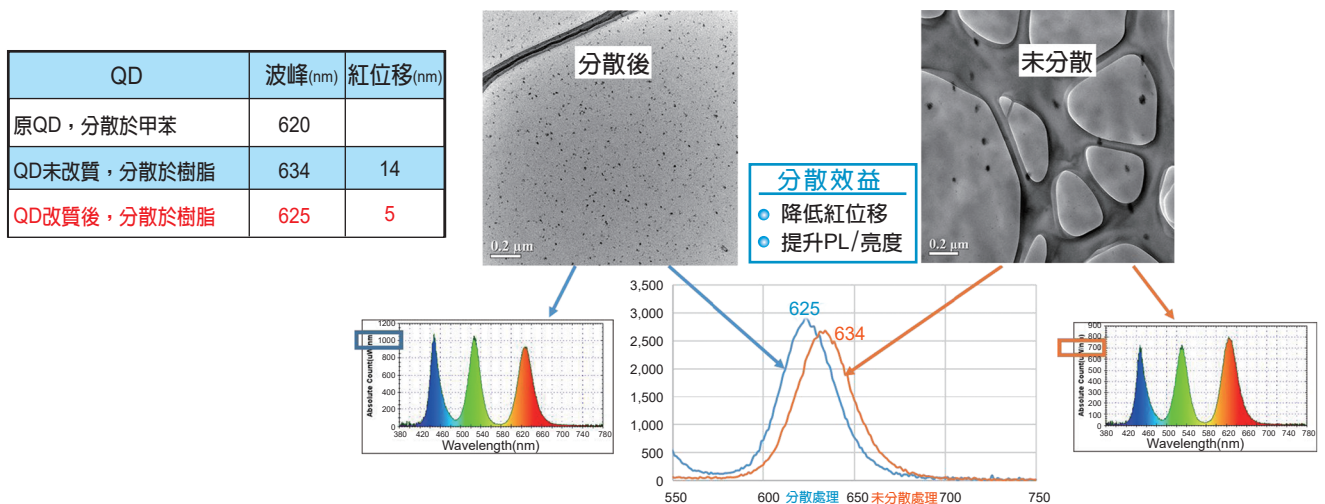 QD 波峰(nm) 紅位移(nm)
原QD，分散於甲苯 620
QD未改質，分散於樹脂 634 14
QD改質後，分散於樹脂 625 5
分散後
0.2 μm
未分散
0.2 μm
分散效益
降低紅位移
提升PL/亮度
1200
1000
800
600
400
200
0
Absolute Count(uW/nm)
380 420 460 500 540 580 620 660 700 740 780
Wavelength(nm)
3,500
3,000
2,500
2,000
1,500
1,000
500
0
625
634
550 600 分散處理 650 未分散處理 700 750
900
800
700
600
500
400
300
200
100
0
380 420 460 500 540 580 620 660 700 740 780
Wavelength(nm)